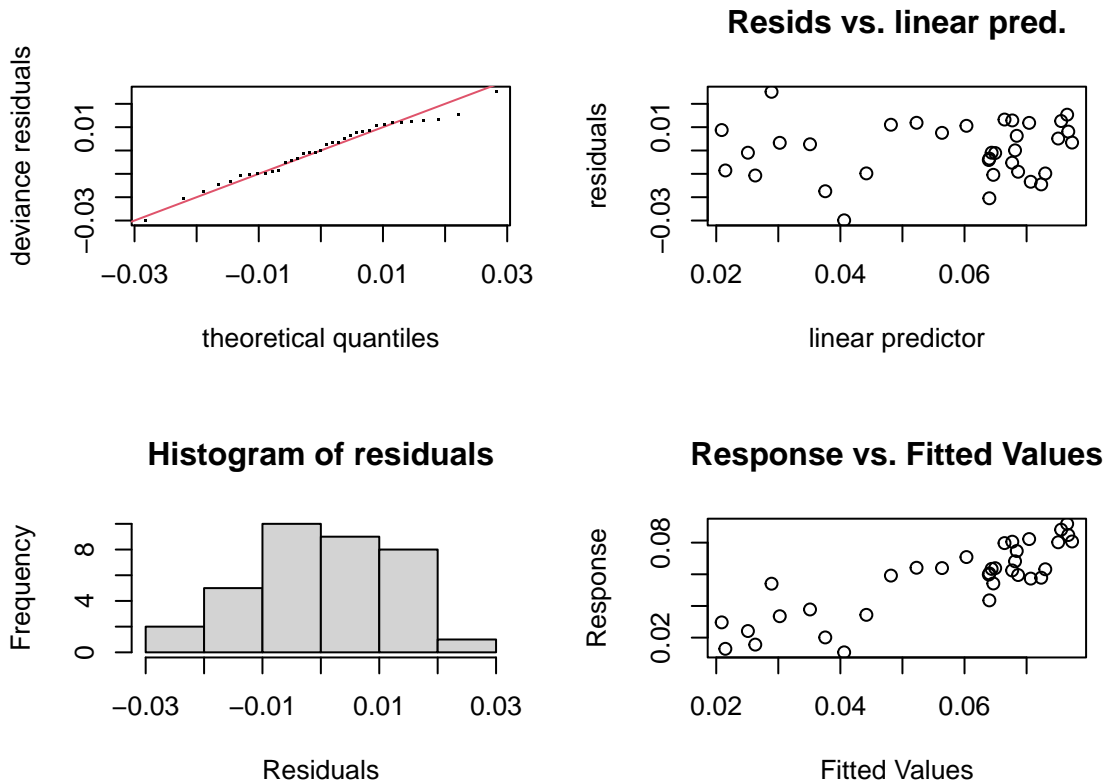 deviance residuals
−0.03
0.01
−0.03
−0.01
0.01
0.03
theoretical quantiles
Resids vs. linear pred.
residuals
−0.03
0.01
0.02
0.04
0.06
linear predictor
Histogram of residuals
Frequency
0
4
8
−0.03
−0.01
0.01
0.03
Residuals
Response vs. Fitted Values
Response
0.02
0.08
0.02
0.04
0.06
Fitted Values